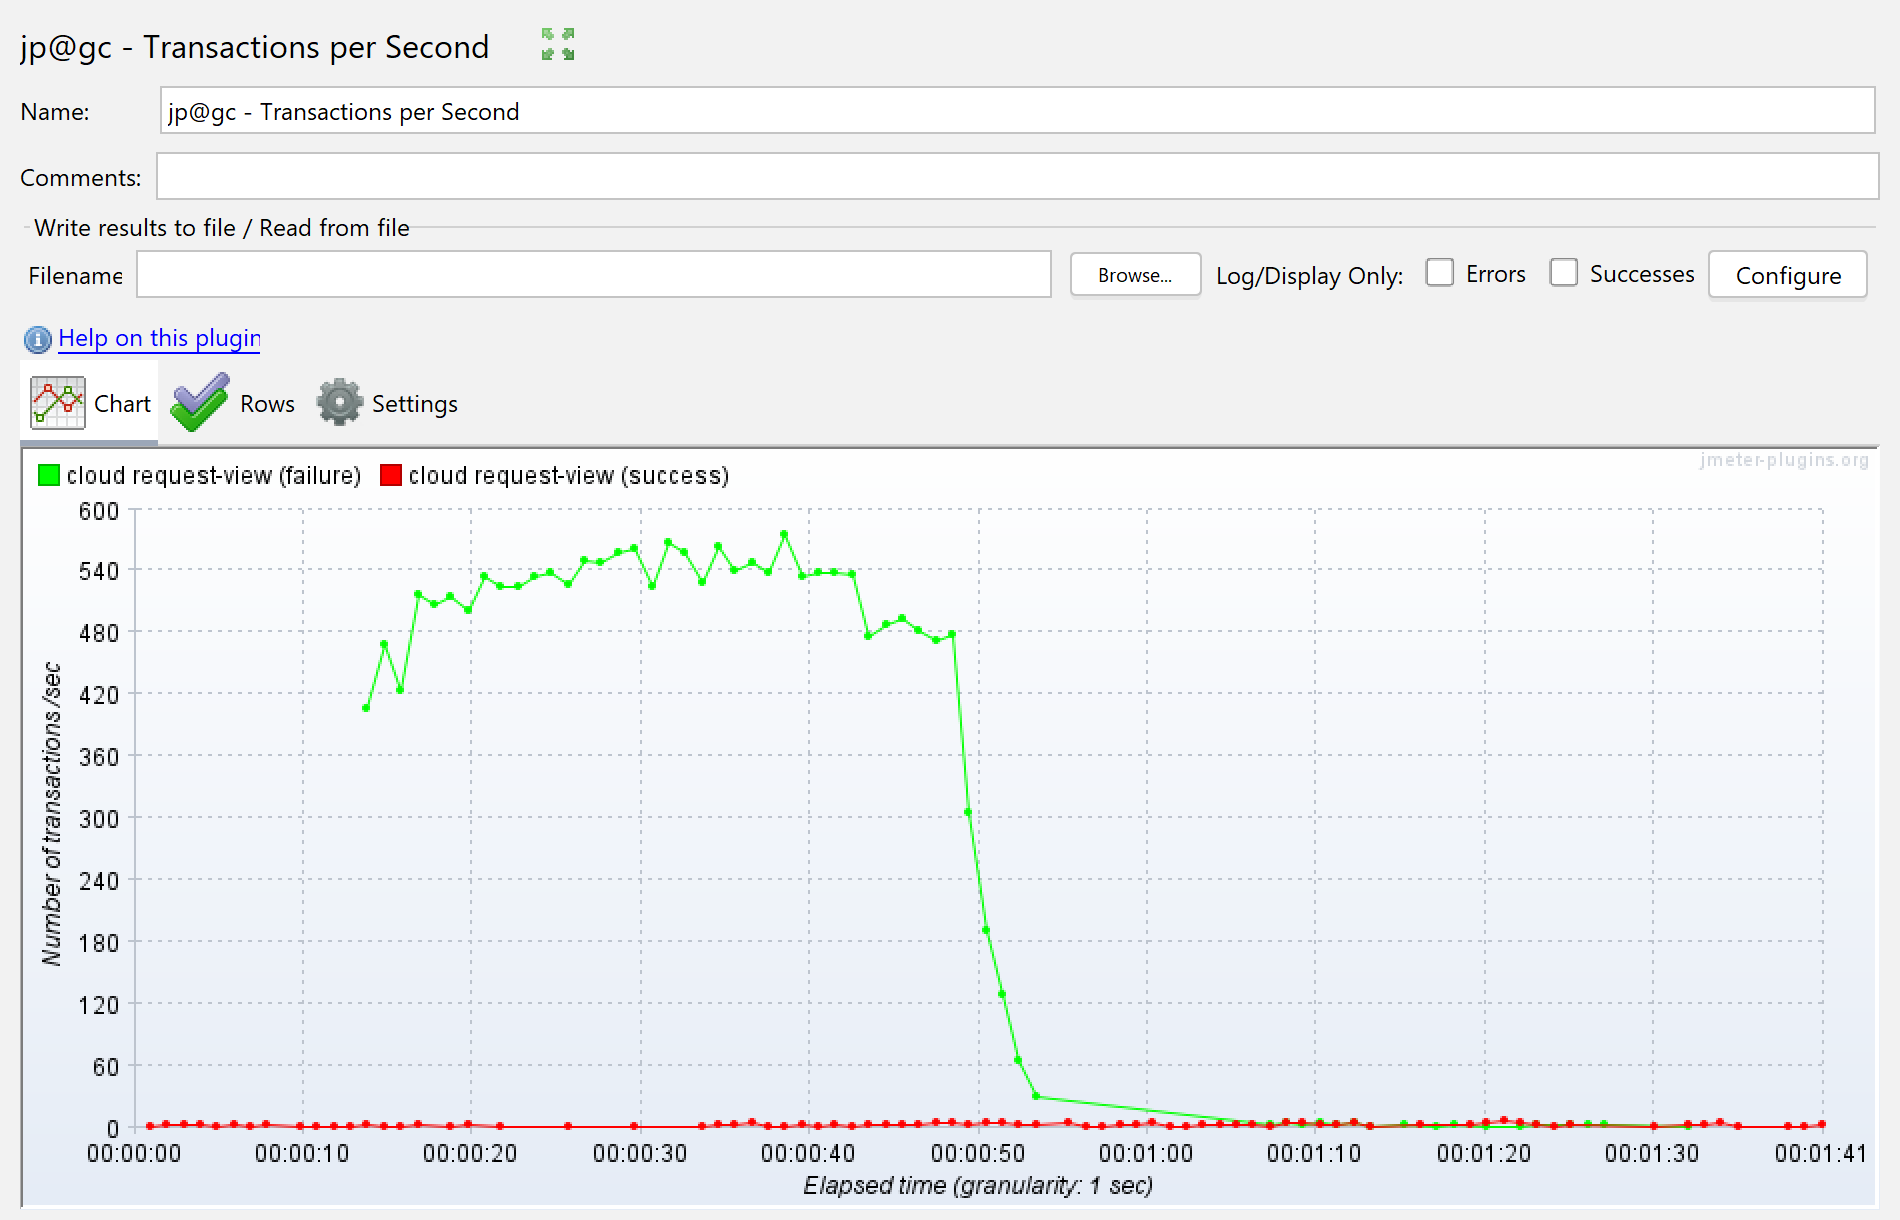 jp@gc - Transactions per Second
Name: jp@gc - Transactions per Second
Comments:
Write results to file / Read from file
Filename Browse... Log/Display Only: Errors Successes Configure
Help on this plugin
Chart Rows Settings
cloud request-view (failure) cloud request-view (success)
jmeter-plugins.org
600
540
480
420
360
300
240
180
120
60
0
Number of transactions /sec
00:00:00 00:00:10 00:00:20 00:00:30 00:00:40 00:00:50 00:01:00 00:01:10 00:01:20 00:01:30 00:01:41
Elapsed time (granularity: 1 sec)